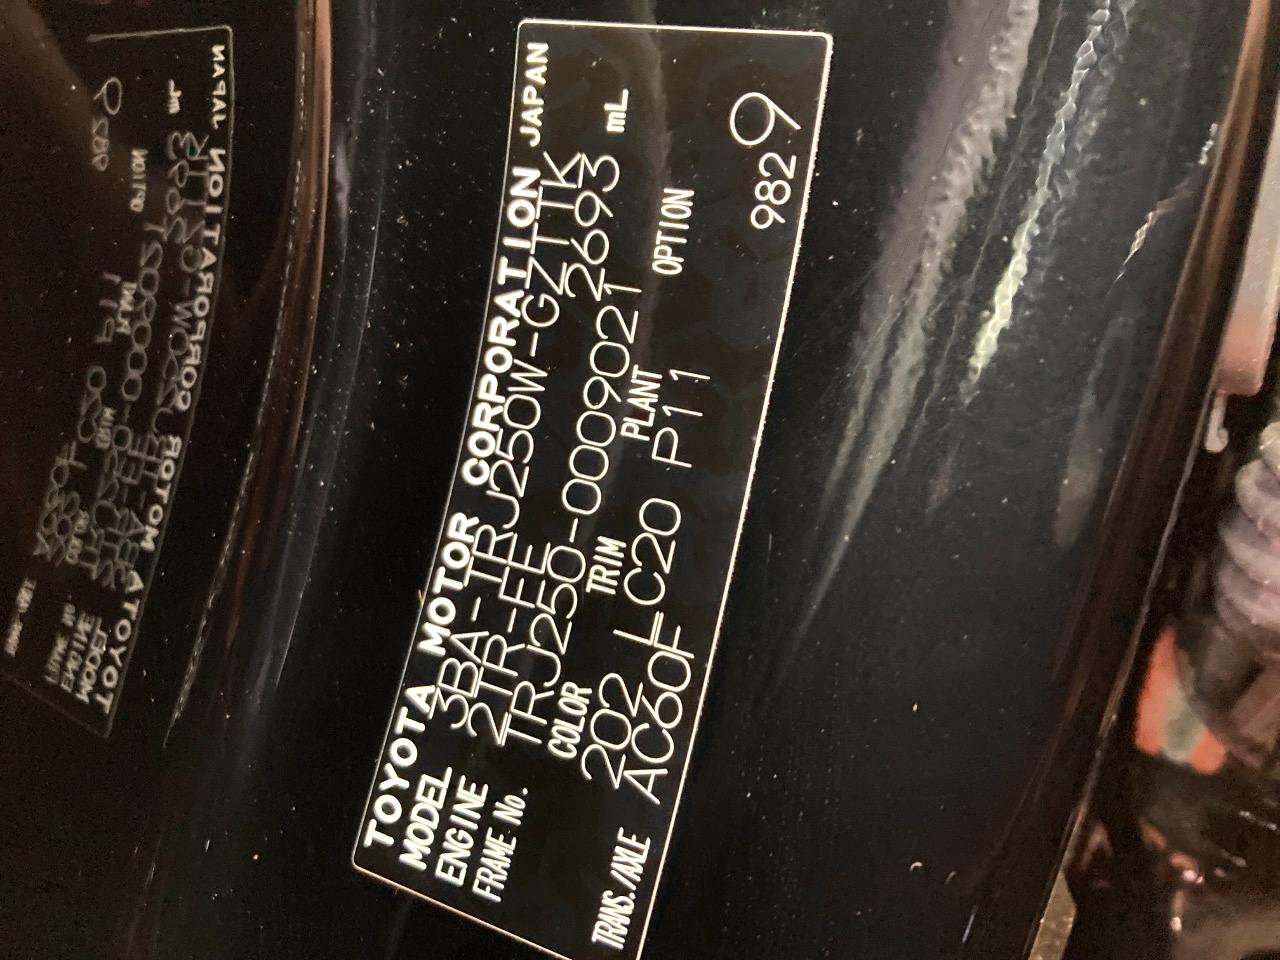 TOYOTA MOTOR CORPORATION JAPAN
MODEL 3BA-TRJ250W-GZTTK
ENGINE 2TR-FE 2693 mL
FRAME No. TRJ250-0009021
COLOR TRIM PLANT OPTION
202 LC20 P11
TRANS./AXLE AC60F
9829